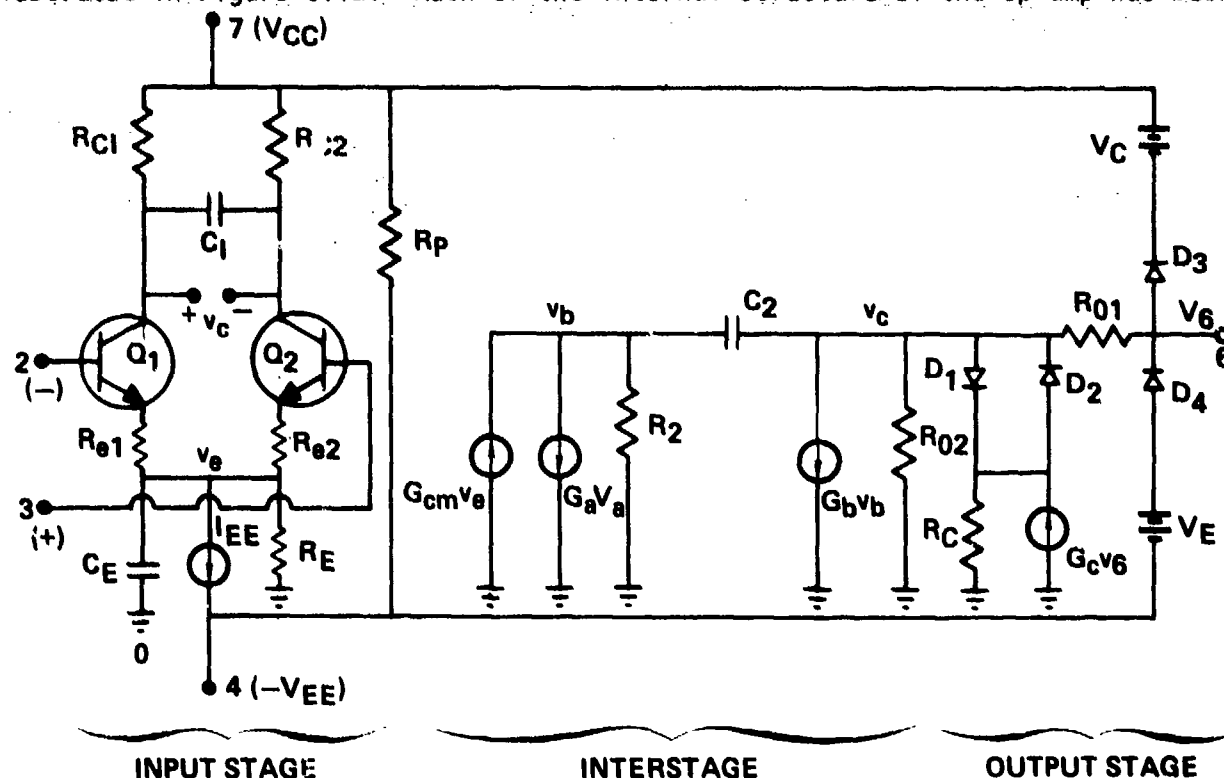 7 (VCC)
RC1
R
C1
RP
+ vc −
2
(−)
Q1
Q2
Re1
Re2
ve
3
(+)
IEE
CE
RE
0
4 (−VEE)
vb
C2
vc
Gcmve
GaVa
R2
Gbvb
R02
D1
D2
RC
Gcv6
R01
VC
D3
V6
6
D4
VE
INPUT STAGE
INTERSTAGE
OUTPUT STAGE